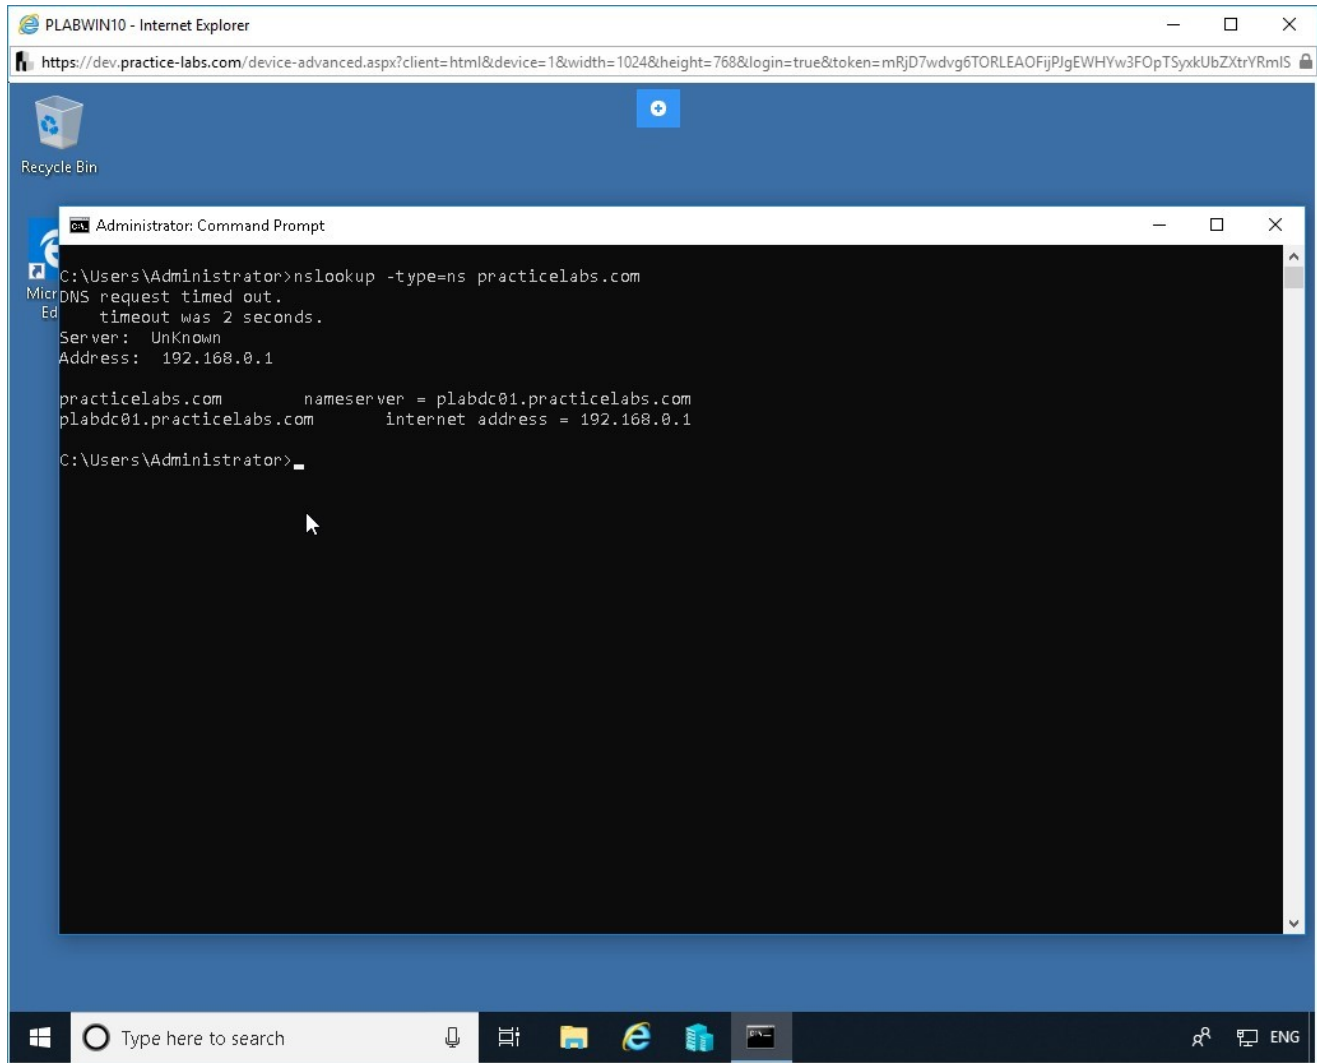 PLABWIN10 - Internet Explorer
https://dev.practice-labs.com/device-advanced.aspx?client=html&device=1&width=1024&height=768&login=true&token=mRjD7wdvg6TORLEAOFijPJgEWHYw3FOpTSyxkUbZXtrYRmIS
Recycle Bin
Administrator: Command Prompt
C:\Users\Administrator>nslookup -type=ns practicelabs.com
Micr
DNS request timed out.
Ed
timeout was 2 seconds.
Server: UnKnown
Address: 192.168.0.1
practicelabs.com nameserver = plabdc01.practicelabs.com
plabdc01.practicelabs.com internet address = 192.168.0.1
C:\Users\Administrator>
Type here to search
ENG